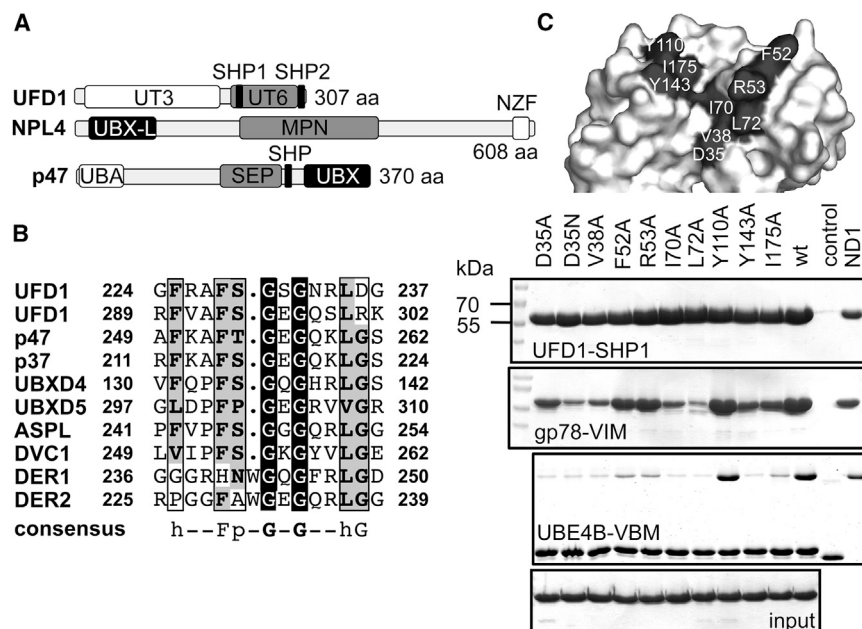 A
SHP1 SHP2
UFD1 UT3 UT6 307 aa
NZF
NPL4 UBX-L MPN
608 aa
SHP
p47 UBA SEP UBX 370 aa
B
UFD1 224 GFRAFS.GSGNRLDG 237
UFD1 289 RFVAFS.GEGQSLRK 302
p47 249 AFKAFT.GEGQKLGS 262
p37 211 RFKAFS.GEGQKLGS 224
UBXD4 130 VFQPFS.GQGHRLGS 142
UBXD5 297 GLDPFP.GEGRVVGR 310
ASPL 241 PFVPFS.GGGQRLGG 254
DVC1 249 LVIPFS.GKGYVLGE 262
DER1 236 GGGRHNWGQGFRLGD 250
DER2 225 RPGGFAWGEGQRLGD 239
consensus h--Fp-G-G--hG
C
Y110
F52
I175
Y143
R53
I70
L72
V38
D35
D35A D35N V38A F52A R53A I70A L72A Y110A Y143A I175A wt control ND1
kDa
70
55
UFD1-SHP1
gp78-VIM
UBE4B-VBM
input